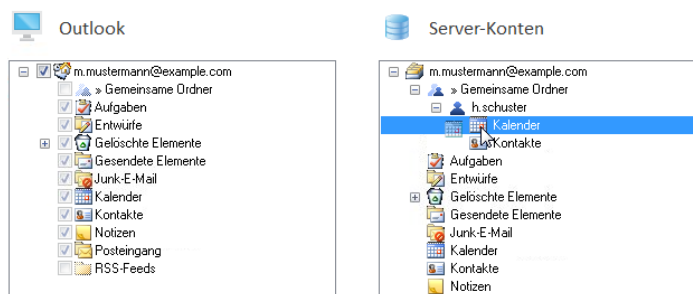 Outlook
m.mustermann@example.com
» Gemeinsame Ordner
Aufgaben
Entwürfe
Gelöschte Elemente
Gesendete Elemente
Junk-E-Mail
Kalender
Kontakte
Notizen
Posteingang
RSS-Feeds
Server-Konten
m.mustermann@example.com
» Gemeinsame Ordner
h.schuster
Kalender
Kontakte
Aufgaben
Entwürfe
Gelöschte Elemente
Gesendete Elemente
Junk-E-Mail
Kalender
Kontakte
Notizen